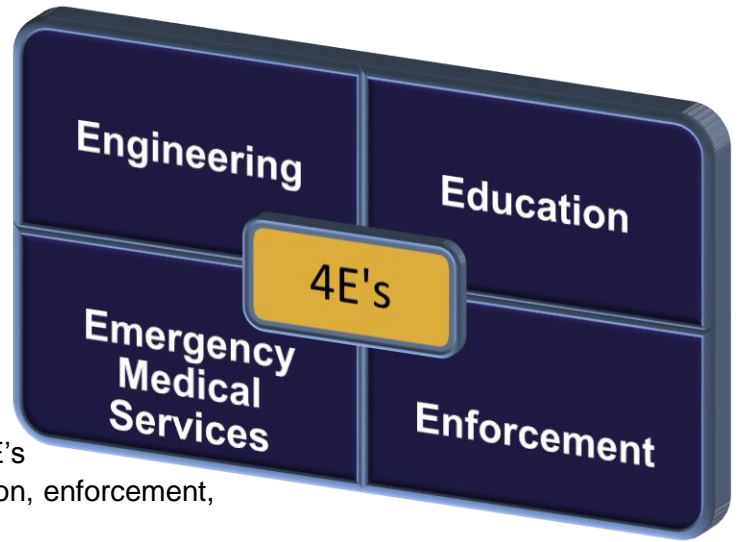 Engineering
Education
4E's
Emergency
Medical
Services
Enforcement
E's
on, enforcement,